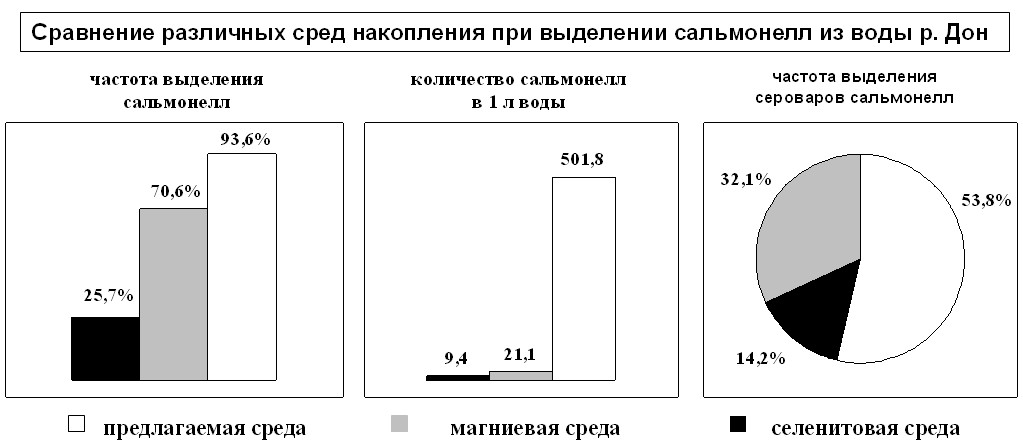 Сравнение различных сред накопления при выделении сальмонелл из воды р. Дон
частота выделения
сальмонелл
25,7%
70,6%
93,6%
количество сальмонелл
в 1 л воды
9,4
21,1
501,8
частота выделения
сероваров сальмонелл
32,1%
53,8%
14,2%
предлагаемая среда
магниевая среда
селенитовая среда